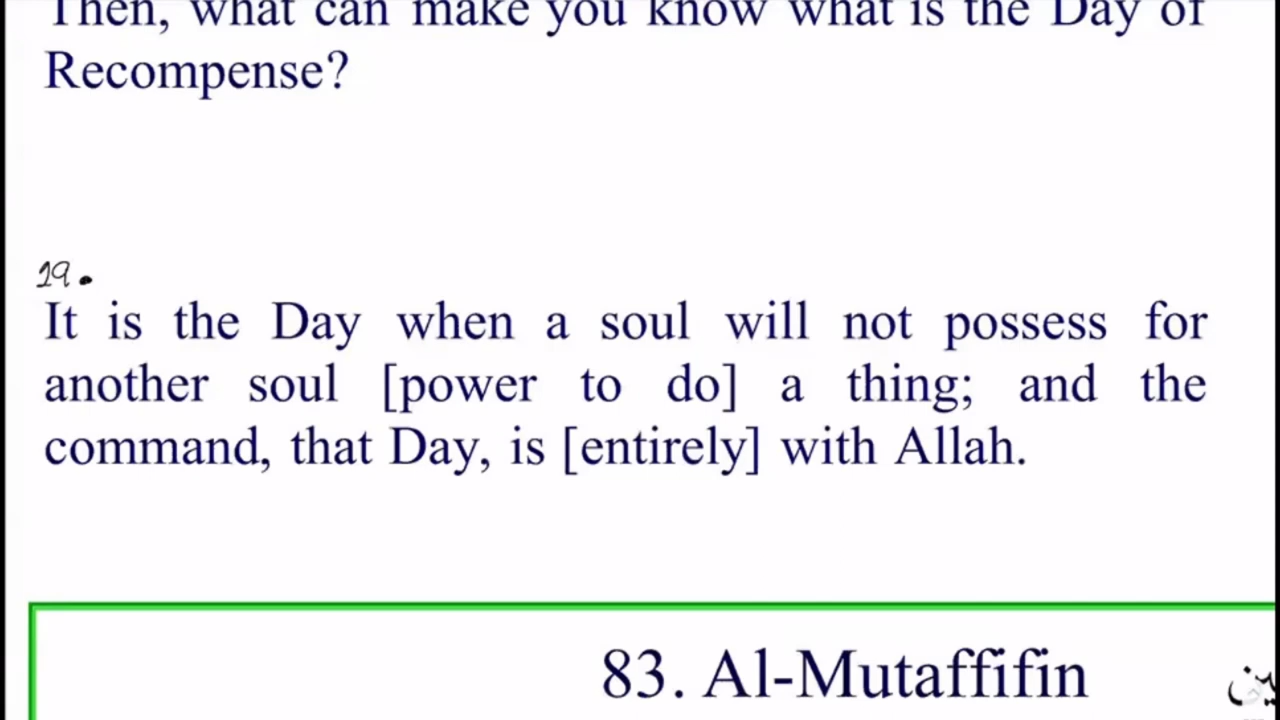 Then, what can make you know what is the Day of
Recompense?
19.
It is the Day when a soul will not possess for
another soul [power to do] a thing; and the
command, that Day, is [entirely] with Allah.
83. Al-Mutaffifin